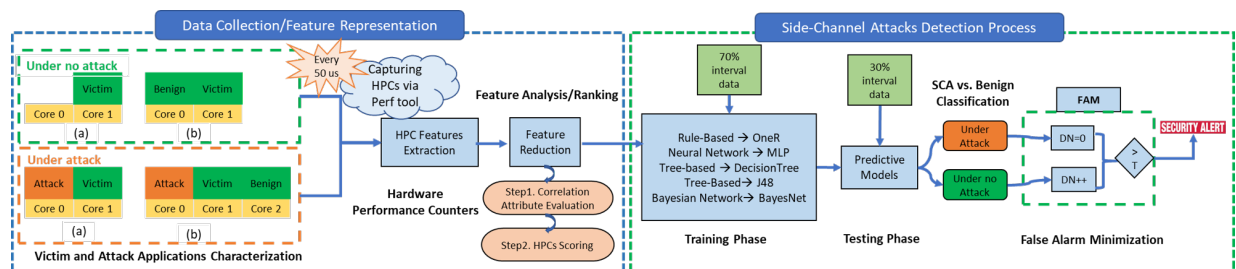 Data Collection/Feature Representation
Side-Channel Attacks Detection Process
Under no attack
Victim
Core 0
Core 1
(a)
Benign
Victim
Core 0
Core 1
(b)
Under attack
Attack
Victim
Core 0
Core 1
(a)
Attack
Victim
Benign
Core 0
Core 1
Core 2
(b)
Victim and Attack Applications Characterization
Every
50 us
Capturing
HPCs via
Perf tool
HPC Features
Extraction
Hardware
Performance Counters
Feature Analysis/Ranking
Feature
Reduction
Step1. Correlation
Attribute Evaluation
Step2. HPCs Scoring
70%
interval
data
Rule-Based → OneR
Neural Network → MLP
Tree-based → DecisionTree
Tree-Based → J48
Bayesian Network → BayesNet
Training Phase
30%
interval
data
Predictive
Models
Testing Phase
SCA vs. Benign
Classification
Under
Attack
Under no
Attack
FAM
DN=0
DN++
>
T
False Alarm Minimization
SECURITY ALERT